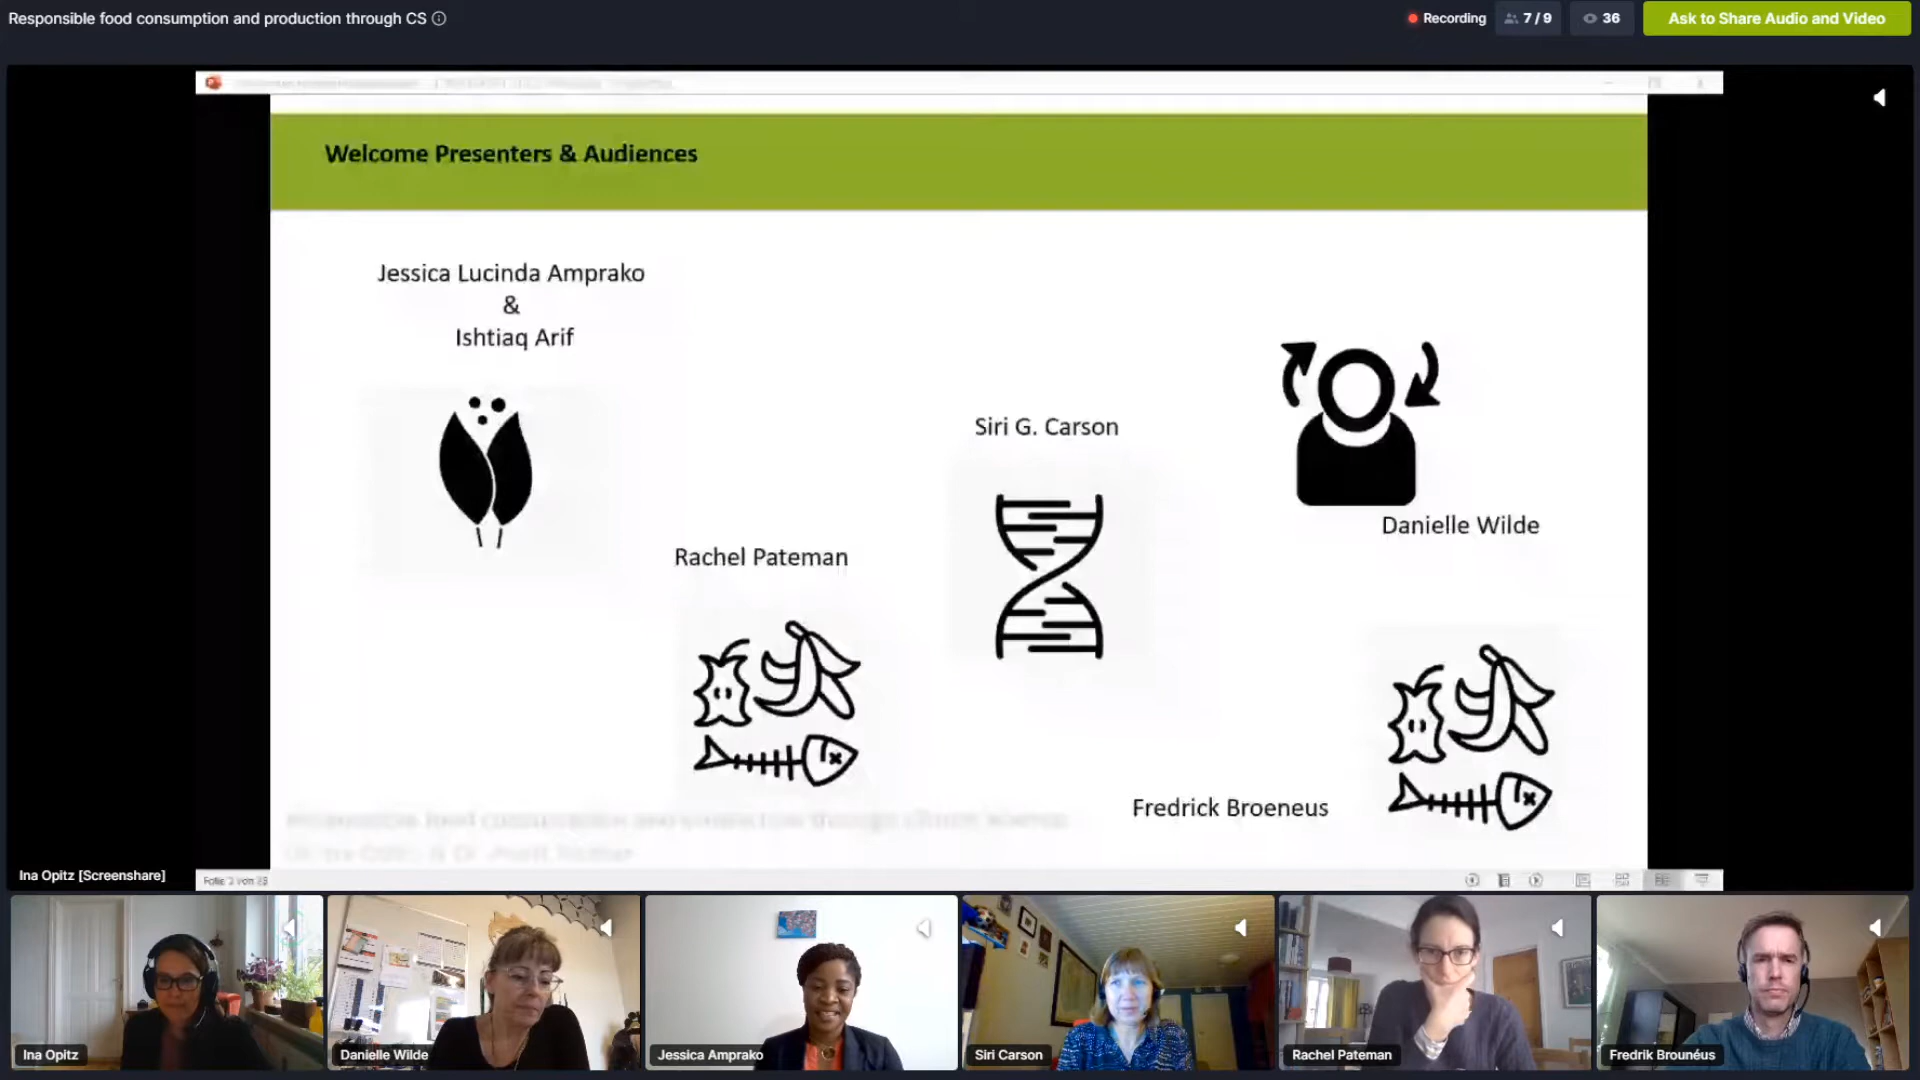 Responsible food consumption and production through CS
Recording
7 / 9
36
Ask to Share Audio and Video
Welcome Presenters & Audiences
Jessica Lucinda Amprako
&
Ishtiaq Arif
Siri G. Carson
Danielle Wilde
Rachel Pateman
Fredrick Broeneus
Ina Opitz [Screenshare]
Ina Opitz
Danielle Wilde
Jessica Amprako
Siri Carson
Rachel Pateman
Fredrik Brounéus